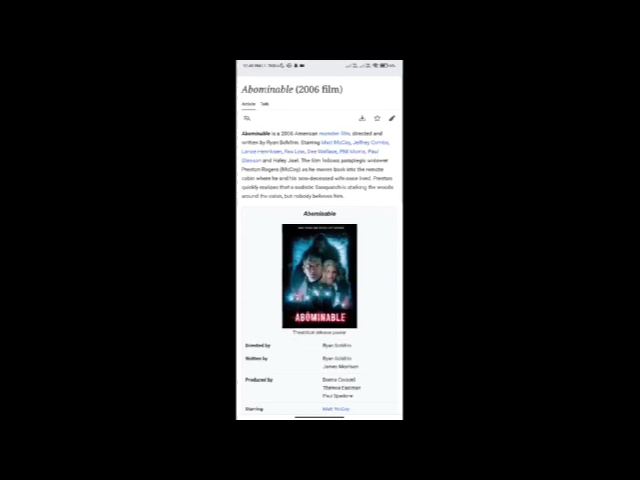 Abominable (2006 film)
Article Talk
Abominable is a 2006 American monster film, directed and
written by Ryan Schifrin. Starring Matt McCoy, Jeffrey Combs,
Lance Henriksen, Rex Linn, Dee Wallace, Phil Morris, Paul
Gleason and Haley Joel. The film follows paraplegic widower
Preston Rogers (McCoy) as he moves back into the remote
cabin where he and his now-deceased wife once lived. Preston
quickly realizes that a sadistic Sasquatch is stalking the woods
around the cabin, but nobody believes him.
Abominable
ABOMINABLE
Theatrical release poster
Directed by Ryan Schifrin
Written by Ryan Schifrin
James Morrison
Produced by
Theresa Eastman
Paul
Starring Matt McCoy